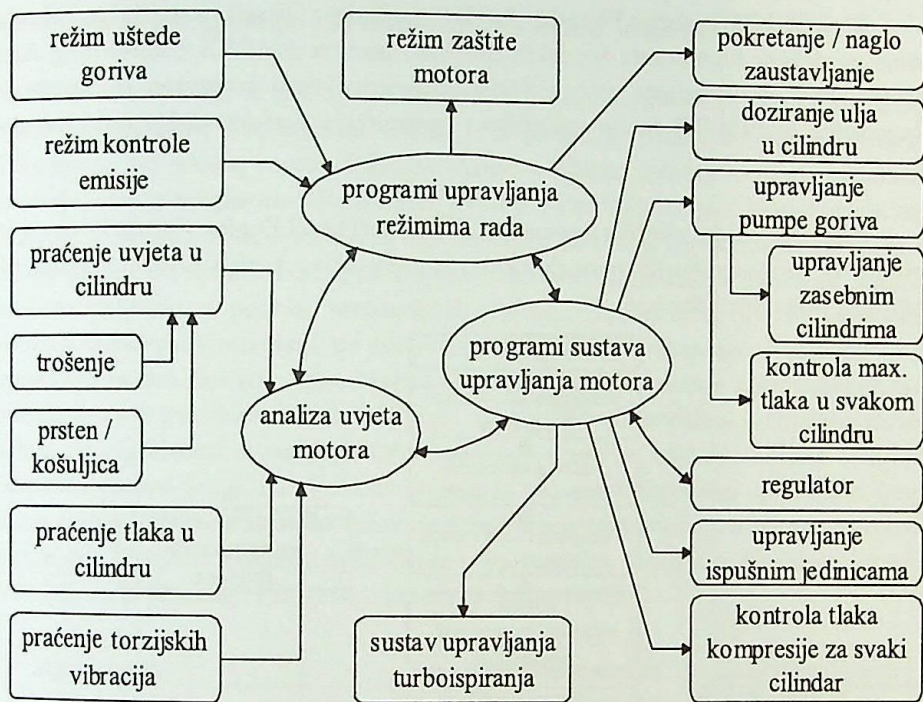 režim uštede
goriva
režim zaštite
motora
pokretanje / naglo
zaustavljanje
doziranje ulja
u cilindru
režim kontrole
emisije
programi upravljanja
režimima rada
upravljanje
pumpe goriva
praćenje uvjeta u
cilindru
upravljanje
zasebnim
cilindrima
trošenje
programi sustava
upravljanja motora
kontrola max.
tlaka u svakom
cilindru
prsten /
košuljica
analiza uvjeta
motora
regulator
praćenje tlaka u
cilindru
upravljanje
ispušnim jedinicama
praćenje torzijskih
vibracija
sustav upravljanja
turboispiranja
kontrola tlaka
kompresije za svaki
cilindar